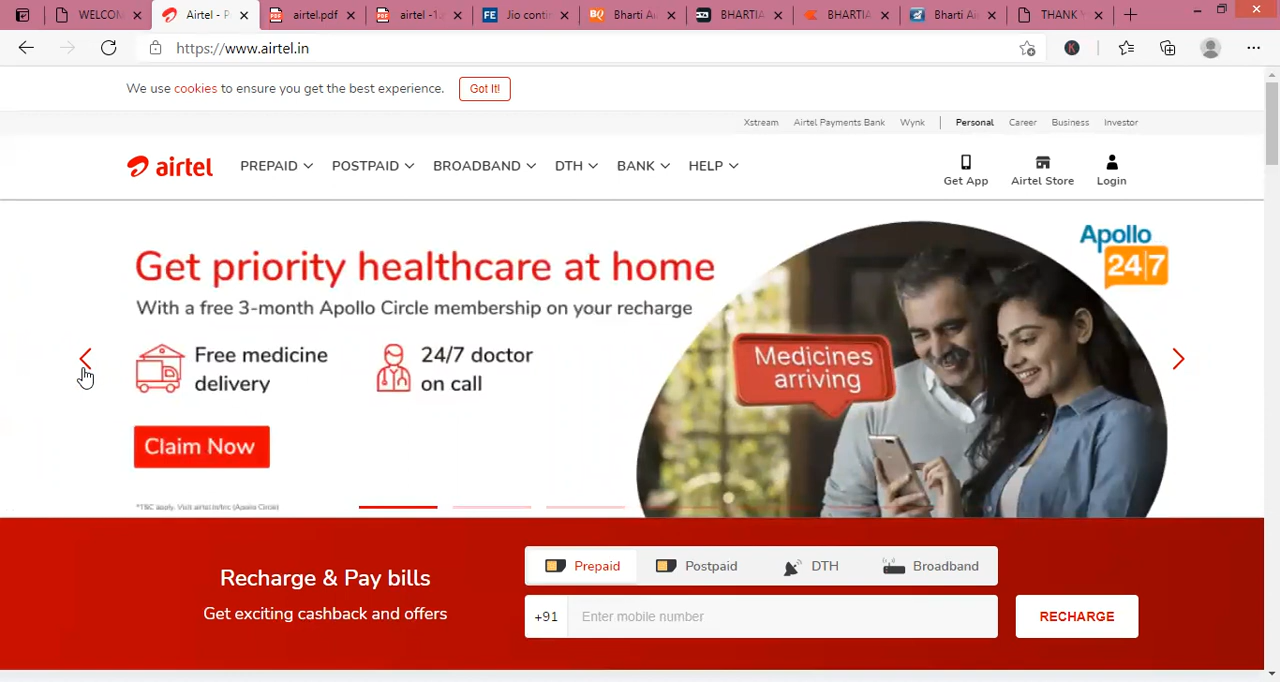 WELCOM
Airtel - P
airtel.pdf
airtel -1.
FE
Jio conti
BQ
Bharti A
BHARTIA
BHARTIA
Bharti Ai
THANK
https://www.airtel.in
K
We use cookies to ensure you get the best experience.
Got It!
Xstream
Airtel Payments Bank
Wynk
Personal
Career
Business
Investor
airtel
PREPAID
POSTPAID
BROADBAND
DTH
BANK
HELP
Get App
Airtel Store
Login
Get priority healthcare at home
With a free 3-month Apollo Circle membership on your recharge
Apollo
24|7
Free medicine
delivery
24/7 doctor
on call
Medicines
arriving
Claim Now
*T&C apply. Visit
Recharge & Pay bills
Get exciting cashback and offers
Prepaid
Postpaid
DTH
Broadband
+91
Enter mobile number
RECHARGE